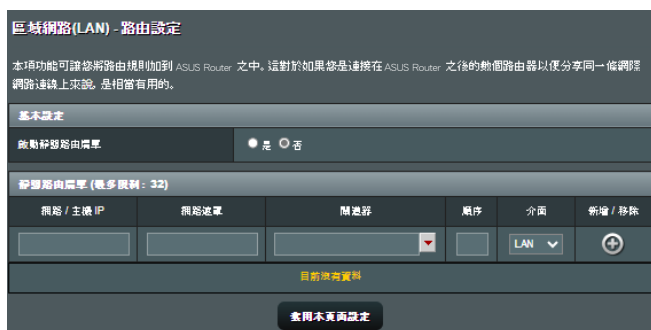 區域網路(LAN) - 路由設定
本項功能可讓您將路由規則加到 ASUS Router 之中。這對於如果您是連接在 ASUS Router 之後的數個路由器以便分享同一條網際
網路連線上來說，是相當有用的。
基本設定
啟動靜態路由清單 是 否
靜態路由清單 (最多限制 : 32)
網路 / 主機 IP 網路遮罩 閘道器 順序 介面 新增 / 移除
LAN
目前沒有資料
套用本頁面設定